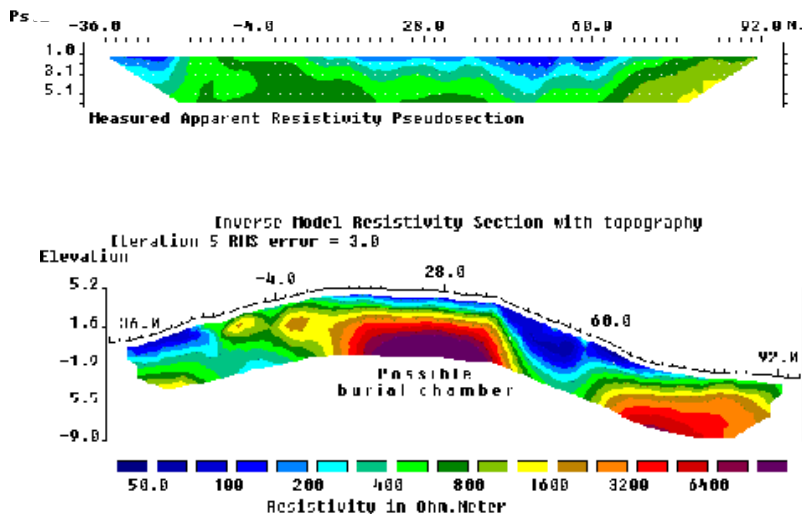 -36.0 -4.0 28.0 60.0 92.0 M.
1.0
3.1
5.1
Measured Apparent Resistivity Pseudosection
Inverse Model Resistivity Section with topography
Iteration 5 RMS error = 3.0
Elevation
5.2
1.6
-1.9
5.5
-9.0
-4.0
28.0
60.0
92.0
Possible
burial chamber
50.0 100 200 400 800 1600 3200 6400
Resistivity in Ohm.Meter